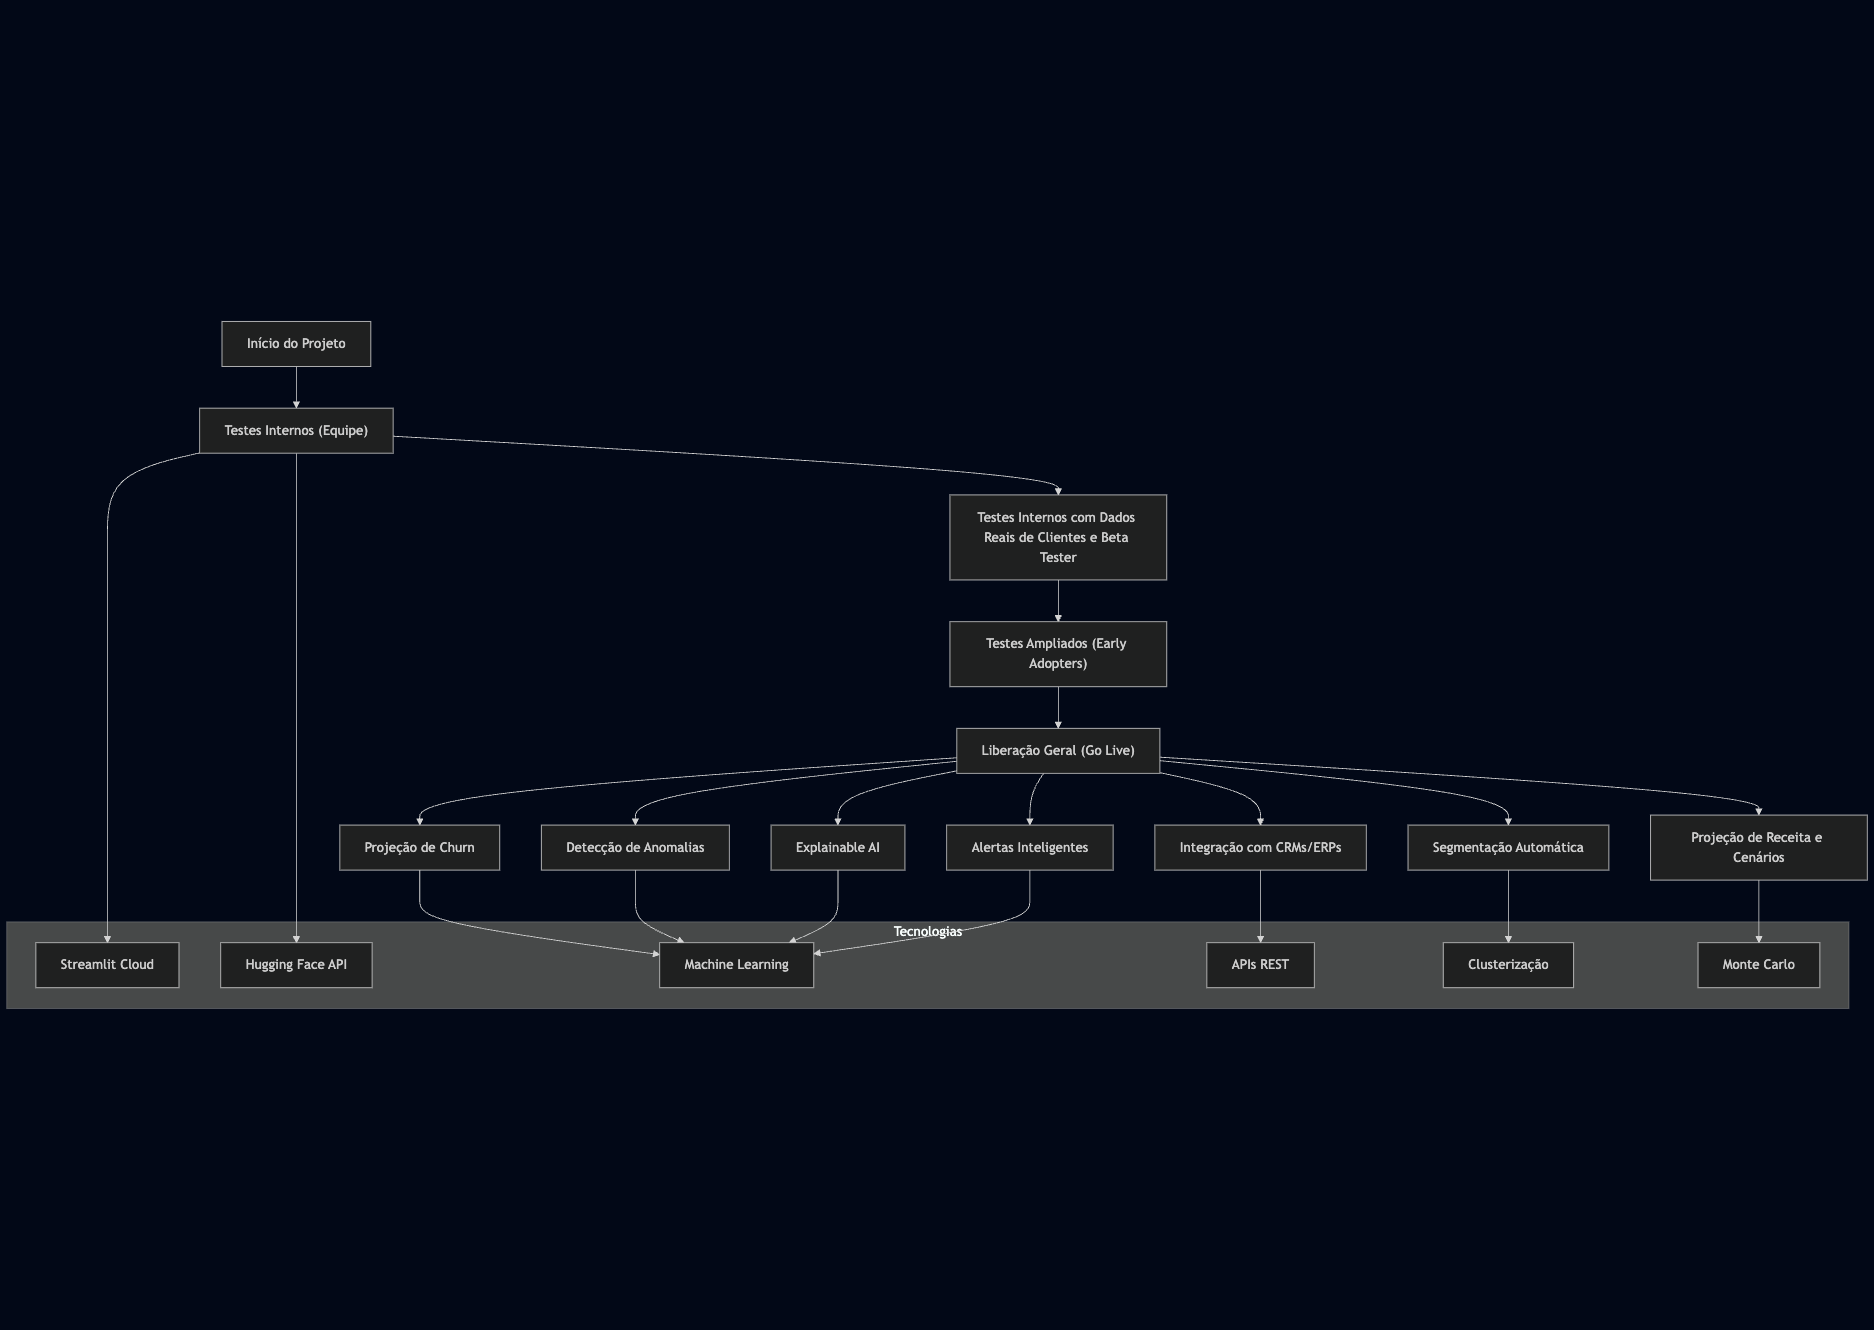 Início do Projeto
Testes Internos (Equipe)
Testes Internos com Dados
Reais de Clientes e Beta
Tester
Testes Ampliados (Early
Adopters)
Liberação Geral (Go Live)
Projeção de Churn
Detecção de Anomalias
Explainable AI
Alertas Inteligentes
Integração com CRMs/ERPs
Segmentação Automática
Projeção de Receita e
Cenários
Tecnologias
Streamlit Cloud
Hugging Face API
Machine Learning
APIs REST
Clusterização
Monte Carlo